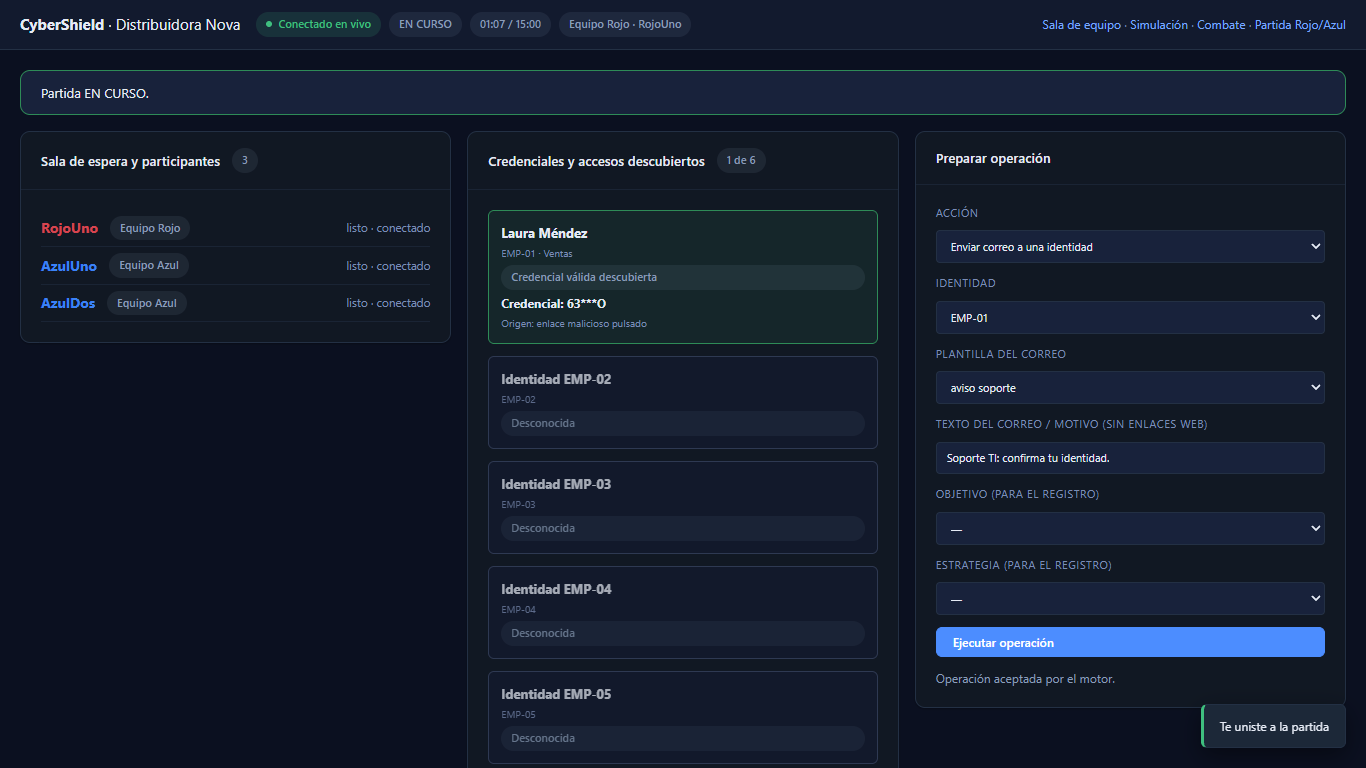 CyberShield · Distribuidora Nova
Conectado en vivo
EN CURSO
01:07 / 15:00
Equipo Rojo · RojoUno
Sala de equipo · Simulación · Combate · Partida Rojo/Azul
Partida EN CURSO.
Sala de espera y participantes 3
RojoUno Equipo Rojo listo · conectado
AzulUno Equipo Azul listo · conectado
AzulDos Equipo Azul listo · conectado
Credenciales y accesos descubiertos 1 de 6
Laura Méndez
EMP-01 · Ventas
Credencial válida descubierta
Credencial: 63***O
Origen: enlace malicioso pulsado
Identidad EMP-02
EMP-02
Desconocida
Identidad EMP-03
EMP-03
Desconocida
Identidad EMP-04
EMP-04
Desconocida
Identidad EMP-05
EMP-05
Desconocida
Preparar operación
ACCIÓN
Enviar correo a una identidad
IDENTIDAD
EMP-01
PLANTILLA DEL CORREO
aviso soporte
TEXTO DEL CORREO / MOTIVO (SIN ENLACES WEB)
Soporte TI: confirma tu identidad.
OBJETIVO (PARA EL REGISTRO)
—
ESTRATEGIA (PARA EL REGISTRO)
—
Ejecutar operación
Operación aceptada por el motor.
Te uniste a la partida